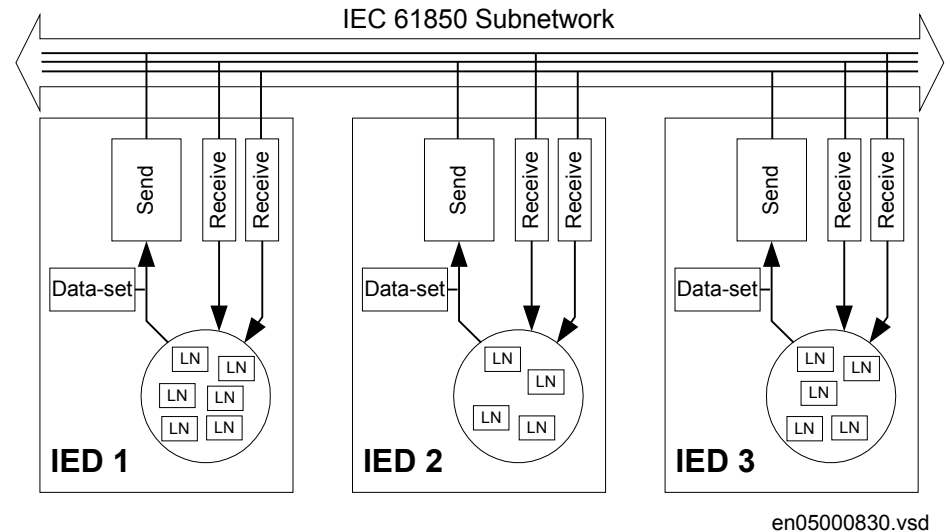 IEC 61850 Subnetwork
Send
Receive
Receive
Data-set
LN
LN
LN
LN
LN
LN
IED 1
Send
Receive
Receive
Data-set
LN
LN
LN
LN
IED 2
Send
Receive
Receive
Data-set
LN
LN
LN
LN
LN
IED 3
en05000830.vsd